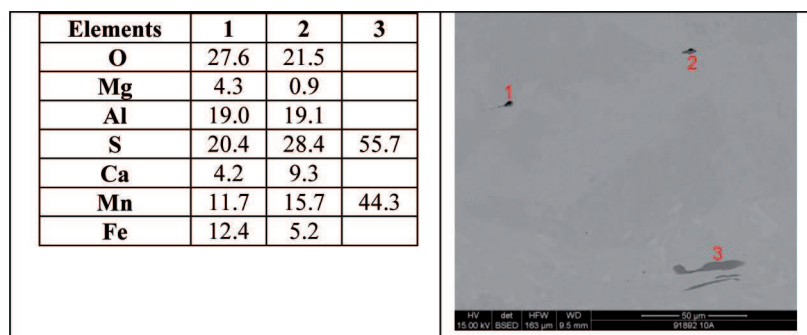 Elements 1 2 3
O 27.6 21.5
Mg 4.3 0.9
Al 19.0 19.1
S 20.4 28.4 55.7
Ca 4.2 9.3
Mn 11.7 15.7 44.3
Fe 12.4 5.2
2
1
3
HV det HFW WD 50 µm
15.00 kV BSED 163 µm 9.5 mm 91892 10A